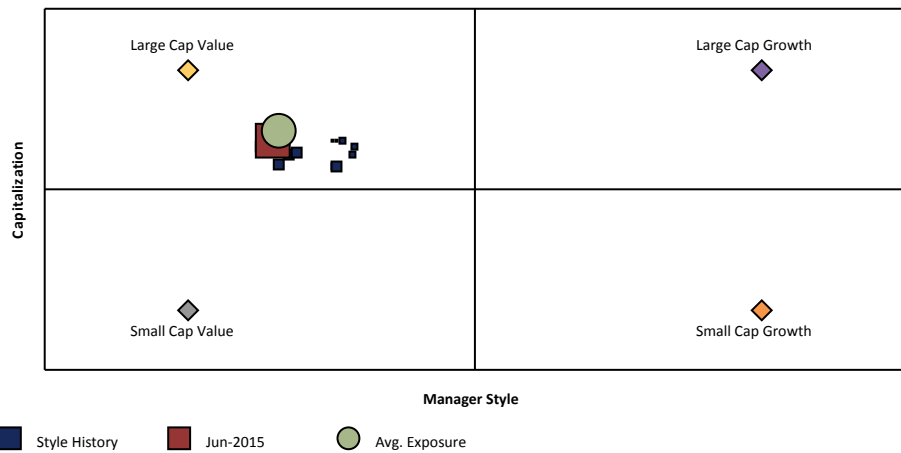 Large Cap Value
Large Cap Growth
Capitalization
Small Cap Value
Small Cap Growth
Manager Style
Style History
Jun-2015
Avg. Exposure